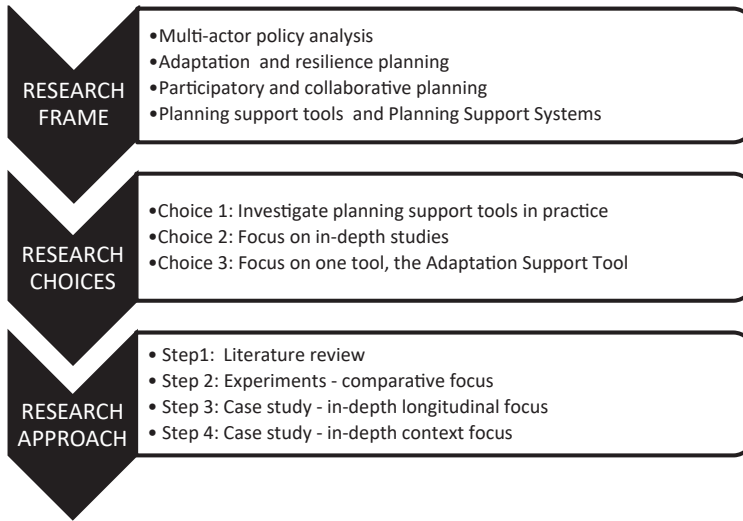 RESEARCH
FRAME
•Multi-actor policy analysis
•Adaptation and resilience planning
•Participatory and collaborative planning
•Planning support tools and Planning Support Systems
RESEARCH
CHOICES
•Choice 1: Investigate planning support tools in practice
•Choice 2: Focus on in-depth studies
•Choice 3: Focus on one tool, the Adaptation Support Tool
RESEARCH
APPROACH
• Step1: Literature review
• Step 2: Experiments - comparative focus
• Step 3: Case study - in-depth longitudinal focus
• Step 4: Case study - in-depth context focus